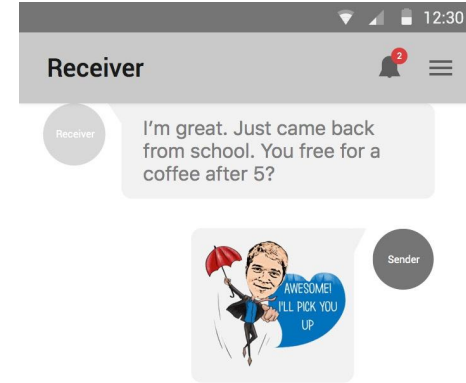 12:30
Receiver
2
Receiver
I'm great. Just came back
from school. You free for a
coffee after 5?
Sender
AWESOME!
I'LL PICK YOU
UP